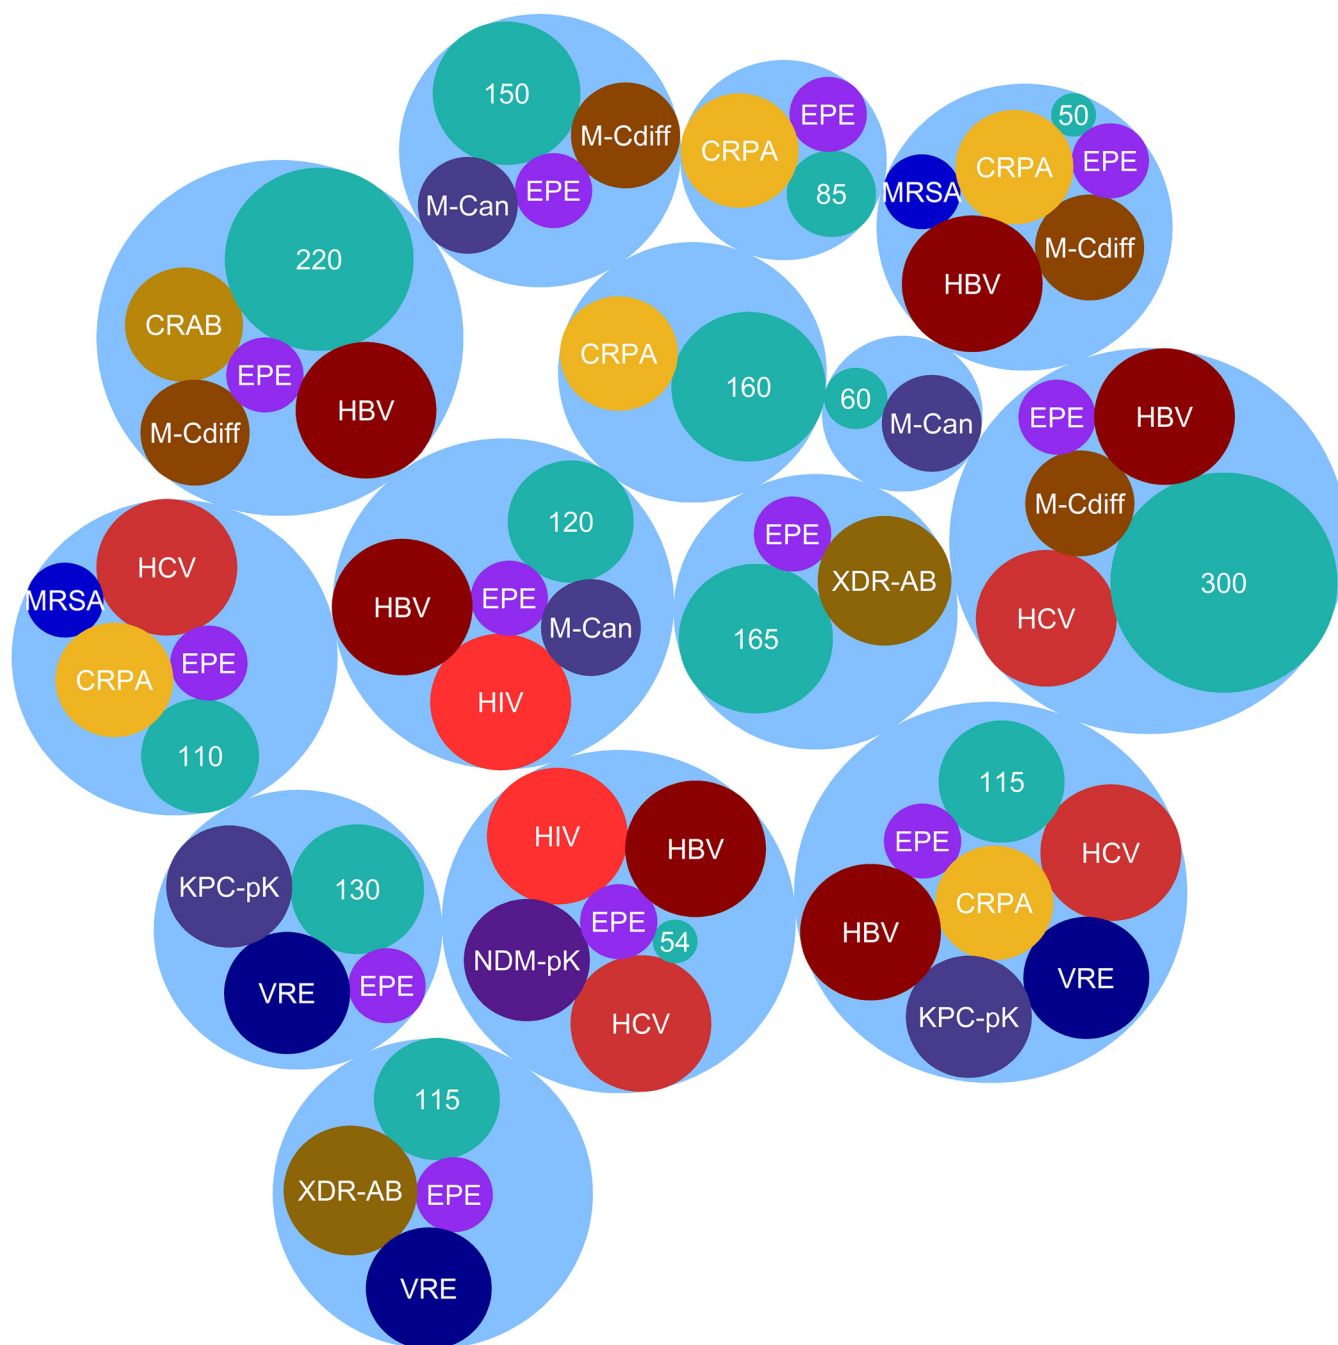 150
M-Cdiff
M-Can
EPE
CRPA
EPE
85
50
CRPA
EPE
MRSA
M-Cdiff
HBV
220
CRAB
EPE
M-Cdiff
HBV
CRPA
160
60
M-Can
EPE
HBV
M-Cdiff
HCV
300
HCV
MRSA
CRPA
EPE
110
120
HBV
EPE
M-Can
HIV
EPE
XDR-AB
165
KPC-pK
130
VRE
EPE
HIV
HBV
EPE
54
NDM-pK
HCV
115
EPE
HCV
CRPA
HBV
VRE
KPC-pK
115
XDR-AB
EPE
VRE